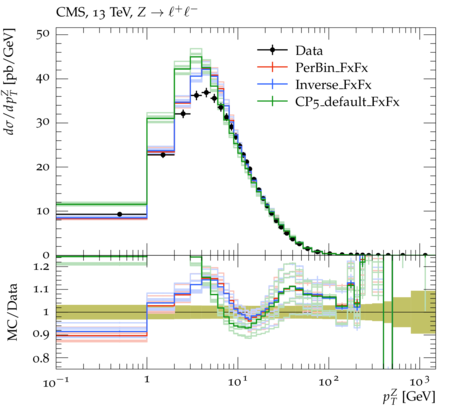 CMS, 13 TeV, Z → ℓ⁺ℓ⁻
dσ/dp_T^Z [pb/GeV]
50
40
30
20
10
0
Data
PerBin_FxFx
Inverse_FxFx
CP5_default_FxFx
MC/Data
1.2
1.1
1
0.9
0.8
10⁻¹
1
10¹
10²
10³
p_T^Z [GeV]